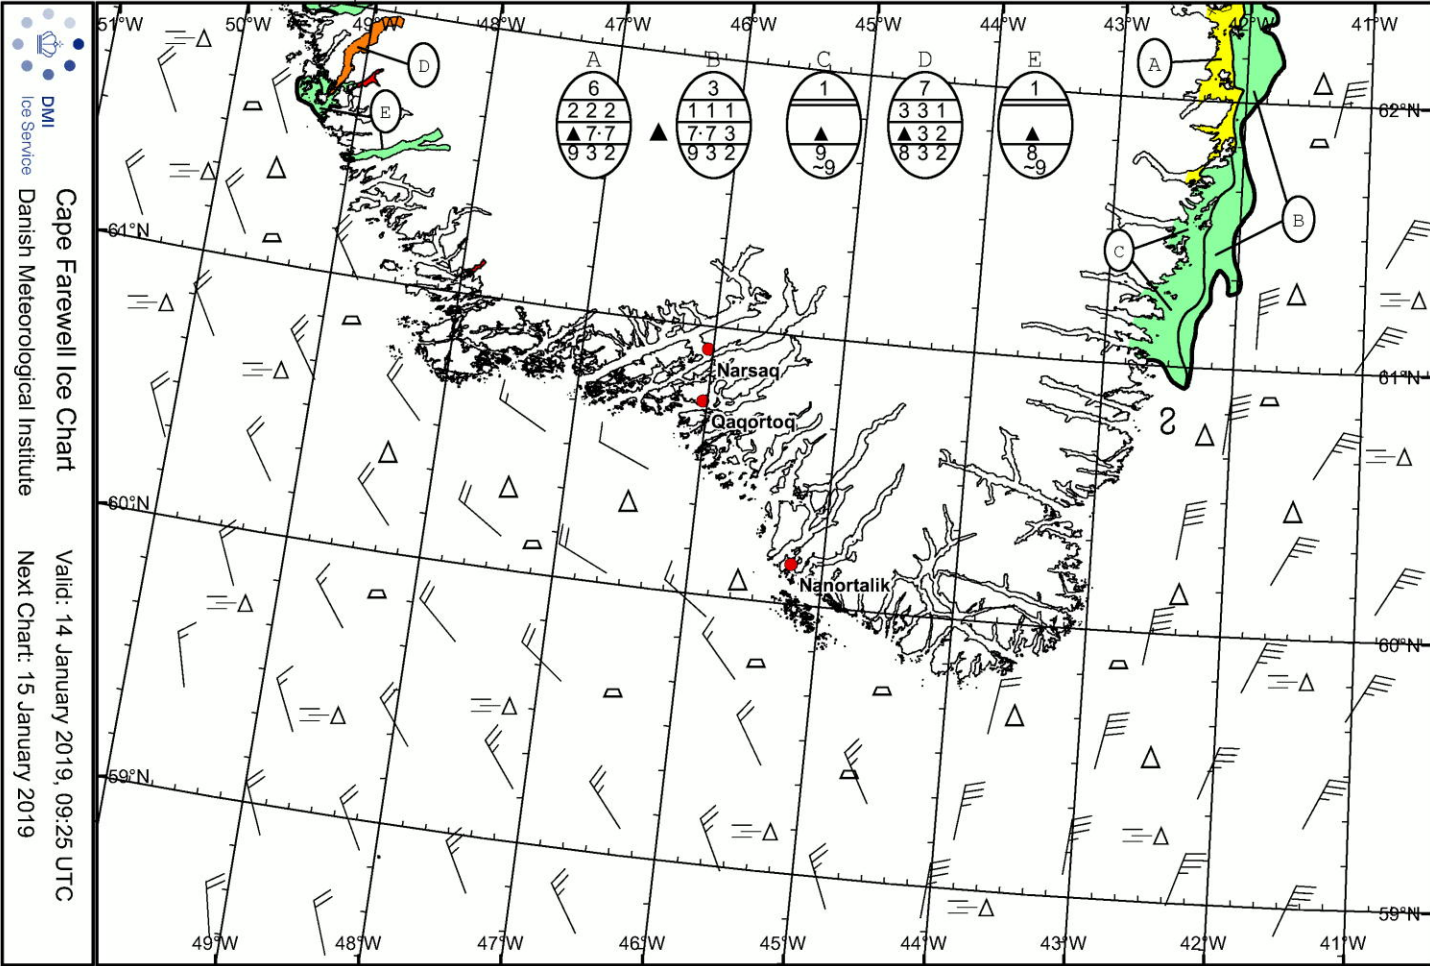 51°W 50°W 49°W 48°W 47°W 46°W 45°W 44°W 43°W 42°W 41°W
DMI
Ice Service
Cape Farewell Ice Chart
Danish Meteorological Institute
Valid: 14 January 2019, 09:25 UTC
Next Chart: 15 January 2019
A B C D E
6 3 1 7 1
2 2 2 1 1 1 3 3 1
▲ 7·7 ▲ 7·7 3 ▲ ▲ 3 2 ▲
9 3 2 9 3 2 9 8 3 2 8
~9 ~9
D
E
A
B
C
62°N
61°N
61°N
Narsaq
Qaqortoq
60°N
Nanortalik
60°N
59°N
59°N
49°W 48°W 47°W 46°W 45°W 44°W 43°W 42°W 41°W